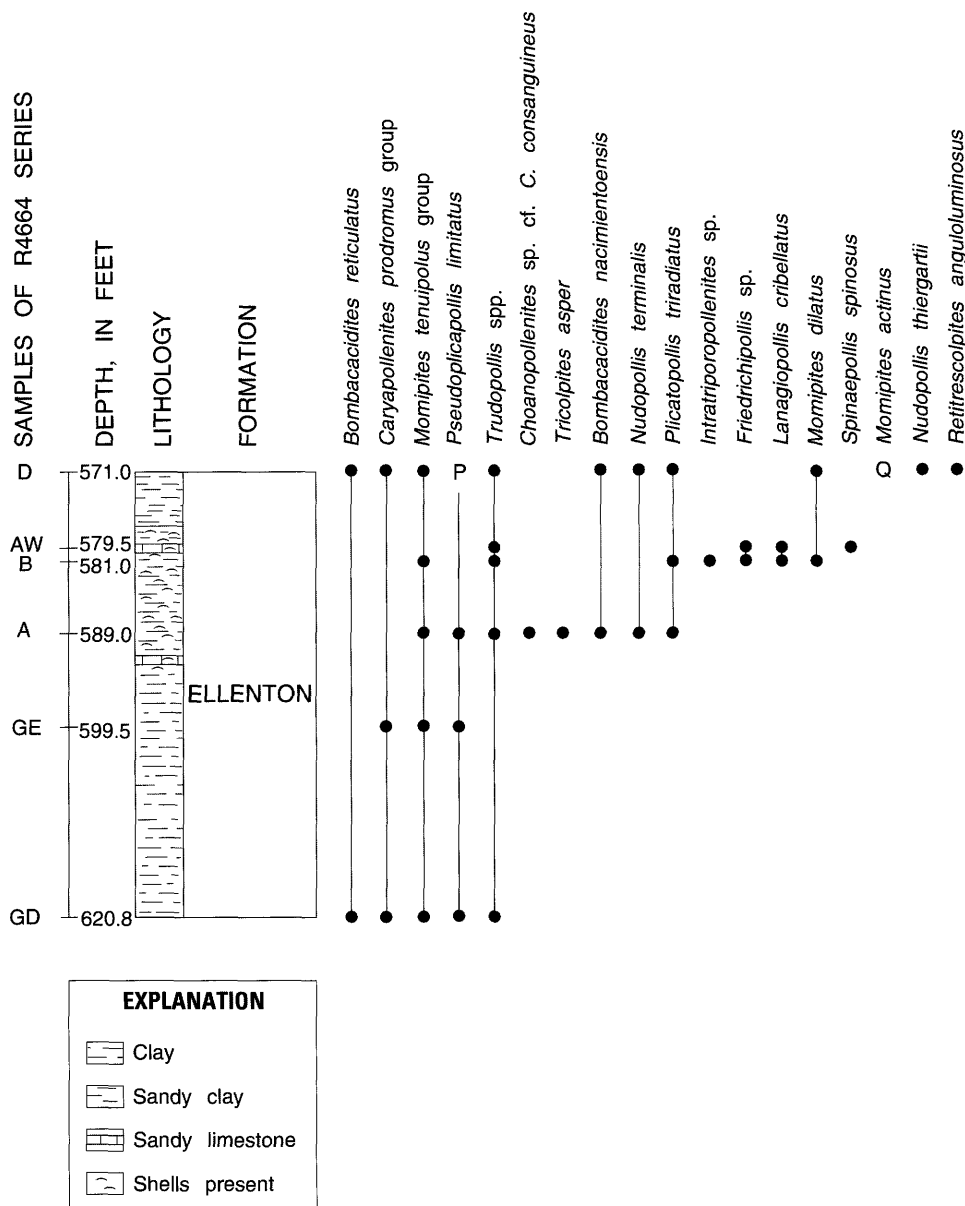 SAMPLES OF R4664 SERIES
DEPTH, IN FEET
LITHOLOGY
FORMATION
Bombacacidites reticulatus
Caryapollenites prodromus group
Momipites tenuipolus group
Pseudoplicapollis limitatus
Trudopollis spp.
Choanopollenites sp. cf. C. consanguineus
Tricolpites asper
Bombacacidites nacimientoensis
Nudopollis terminalis
Plicatopollis triradiatus
Intratriporopollenites sp.
Friedrichipollis sp.
Lanagiopollis cribellatus
Momipites dilatus
Spinaepollis spinosus
Momipites actinus
Nudopollis thiergartii
Retitrescolpites anguloluminosus
D 571.0 P Q
AW 579.5
B 581.0
A 589.0
ELLENTON
GE 599.5
GD 620.8
EXPLANATION
Clay
Sandy clay
Sandy limestone
Shells present